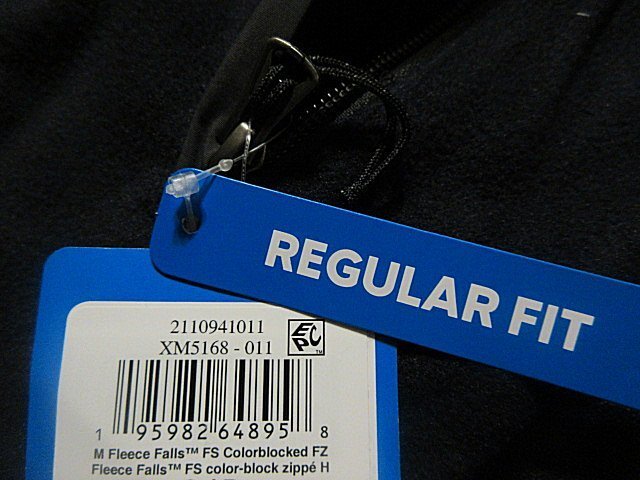 REGULAR FIT
2110941011
XM5168 - 011
EPC™
1 95982 64895 8
M Fleece Falls™ FS Colorblocked FZ
Fleece Falls™ FS color-block zippé H